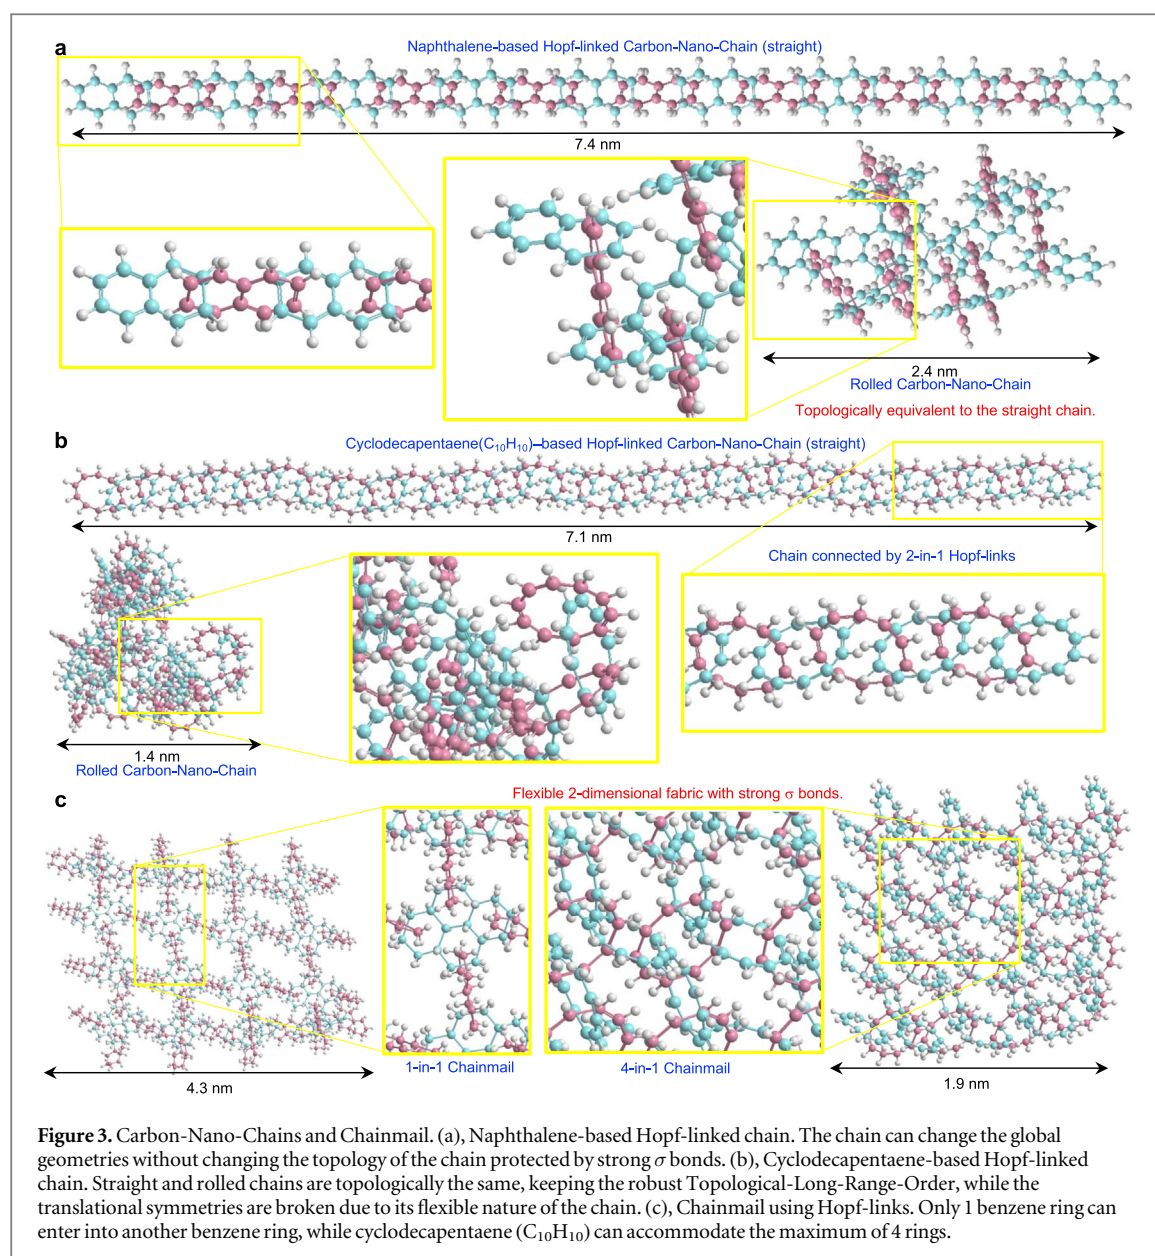 a
Naphthalene-based Hopf-linked Carbon-Nano-Chain (straight)
7.4 nm
2.4 nm
Rolled Carbon-Nano-Chain
Topologically equivalent to the straight chain.
b
Cyclodecapentaene(C₁₀H₁₀)–based Hopf-linked Carbon-Nano-Chain (straight)
7.1 nm
Chain connected by 2-in-1 Hopf-links
1.4 nm
Rolled Carbon-Nano-Chain
c
Flexible 2-dimensional fabric with strong σ bonds.
1-in-1 Chainmail
4-in-1 Chainmail
4.3 nm
1.9 nm
Figure 3. Carbon-Nano-Chains and Chainmail. (a), Naphthalene-based Hopf-linked chain. The chain can change the global
geometries without changing the topology of the chain protected by strong σ bonds. (b), Cyclodecapentaene-based Hopf-linked
chain. Straight and rolled chains are topologically the same, keeping the robust Topological-Long-Range-Order, while the
translational symmetries are broken due to its flexible nature of the chain. (c), Chainmail using Hopf-links. Only 1 benzene ring can
enter into another benzene ring, while cyclodecapentaene (C₁₀H₁₀) can accommodate the maximum of 4 rings.